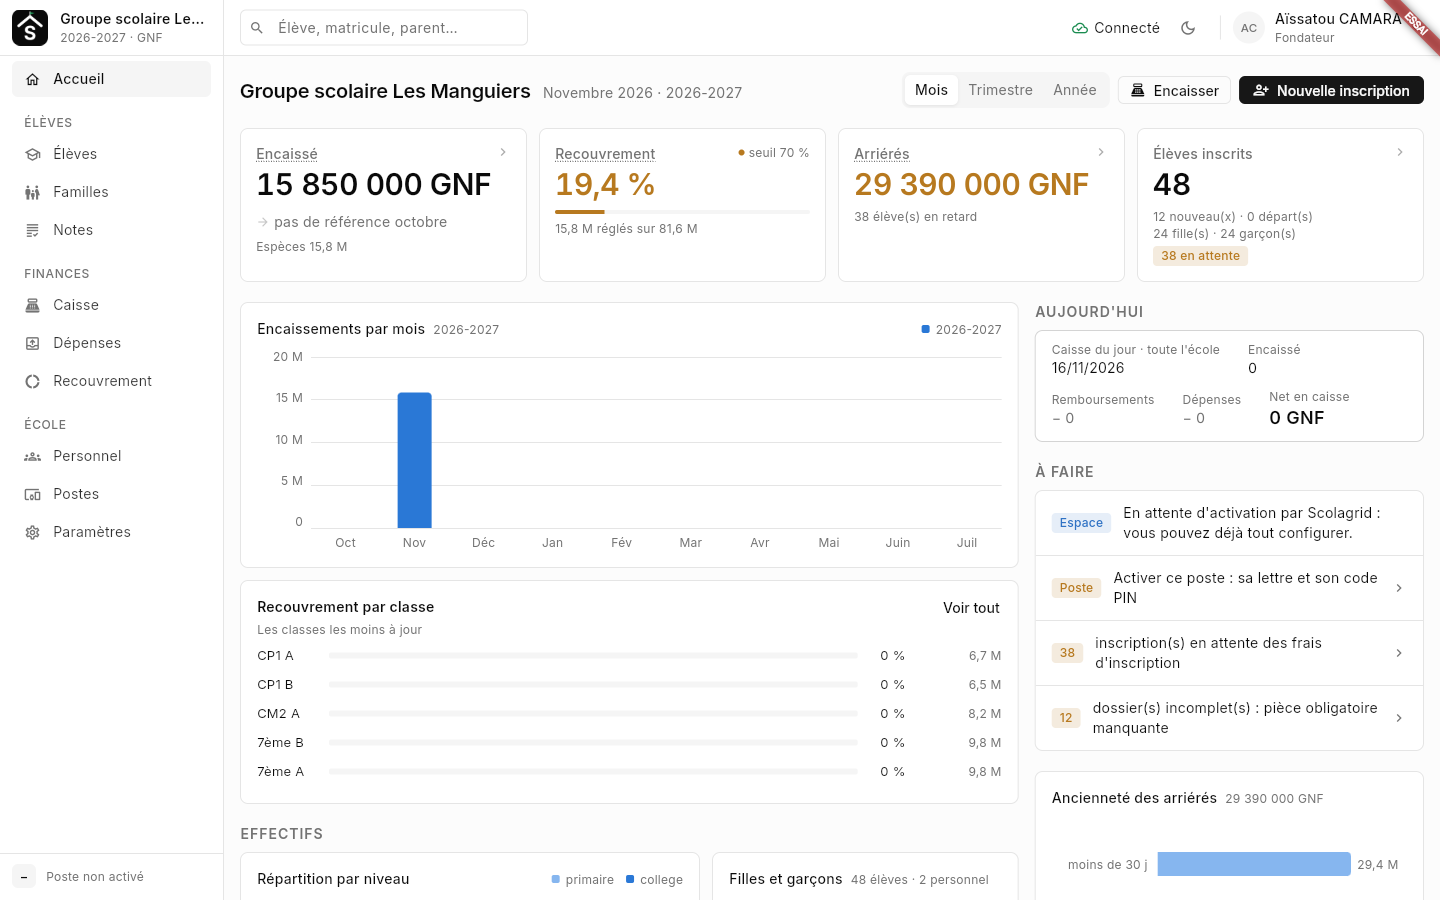 Groupe scolaire Le...
2026-2027 · GNF
Accueil
ÉLÈVES
Élèves
Familles
Notes
FINANCES
Caisse
Dépenses
Recouvrement
ÉCOLE
Personnel
Postes
Paramètres
– Poste non activé
Élève, matricule, parent...
Connecté
AC
Aïssatou CAMARA
Fondateur
ESSAI
Groupe scolaire Les Manguiers Novembre 2026 · 2026-2027
Mois Trimestre Année
Encaisser
Nouvelle inscription
Encaissé
15 850 000 GNF
→ pas de référence octobre
Espèces 15,8 M
Recouvrement
seuil 70 %
19,4 %
15,8 M réglés sur 81,6 M
Arriérés
29 390 000 GNF
38 élève(s) en retard
Élèves inscrits
48
12 nouveau(x) · 0 départ(s)
24 fille(s) · 24 garçon(s)
38 en attente
Encaissements par mois 2026-2027
2026-2027
20 M
15 M
10 M
5 M
0
Oct Nov Déc Jan Fév Mar Avr Mai Juin Juil
Recouvrement par classe
Voir tout
Les classes les moins à jour
CP1 A 0 % 6,7 M
CP1 B 0 % 6,5 M
CM2 A 0 % 8,2 M
7ème B 0 % 9,8 M
7ème A 0 % 9,8 M
EFFECTIFS
Répartition par niveau
primaire college
Filles et garçons 48 élèves · 2 personnel
AUJOURD'HUI
Caisse du jour · toute l'école
16/11/2026
Encaissé
0
Remboursements
– 0
Dépenses
– 0
Net en caisse
0 GNF
À FAIRE
Espace
En attente d'activation par Scolagrid :
vous pouvez déjà tout configurer.
Poste
Activer ce poste : sa lettre et son code
PIN
38
inscription(s) en attente des frais
d'inscription
12
dossier(s) incomplet(s) : pièce obligatoire
manquante
Ancienneté des arriérés 29 390 000 GNF
moins de 30 j 29,4 M